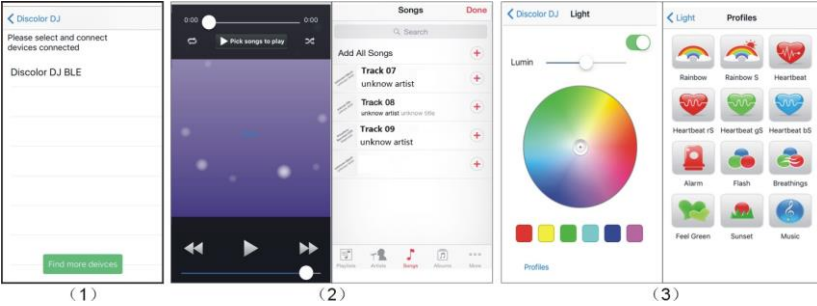 Discolor DJ
Please select and connect
devices connected
Discolor DJ BLE
Find more deivces
(1)
0:00
0:00
Pick songs to play
Songs
Done
Search
Add All Songs
Track 07
unknow artist
Track 08
unknow artist unknow title
Track 09
unknow artist
Playlists
Artists
Songs
Albums
More
(2)
Discolor DJ
Light
Lumin
Profiles
Light
Profiles
Rainbow
Rainbow S
Heartbeat
Heartbeat rS
Heartbeat gS
Heartbeat bS
Alarm
Flash
Breathings
Feel Green
Sunset
Music
(3)